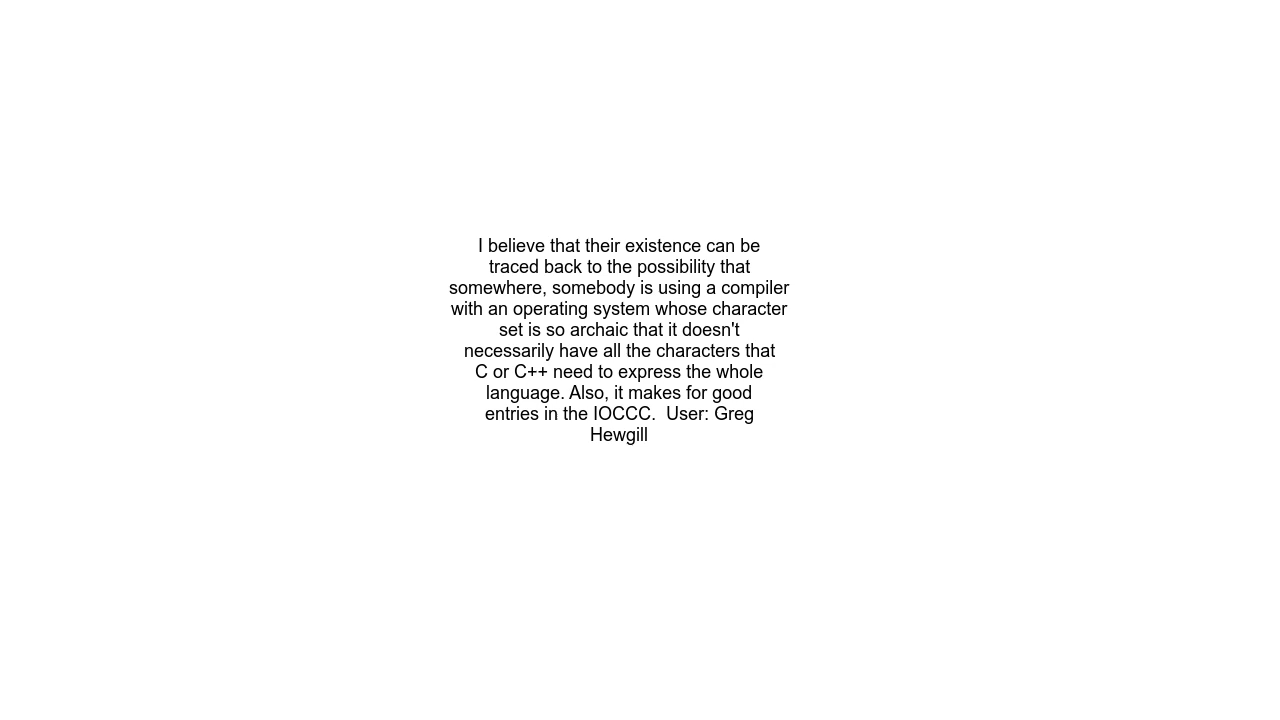 I believe that their existence can be
traced back to the possibility that
somewhere, somebody is using a compiler
with an operating system whose character
set is so archaic that it doesn't
necessarily have all the characters that
C or C++ need to express the whole
language. Also, it makes for good
entries in the IOCCC.  User: Greg
Hewgill